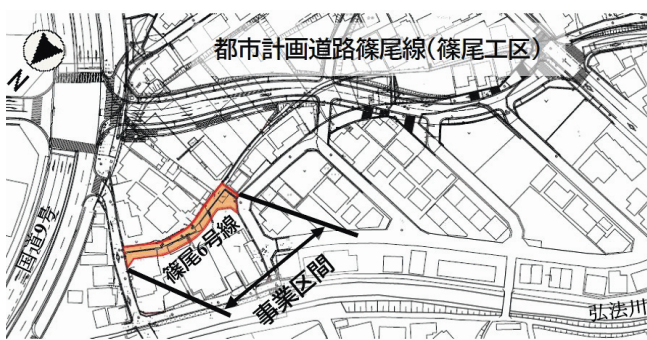 都市計画道路篠尾線(篠尾工区)
N
国道9号
篠尾6号線
事業区間
弘法川